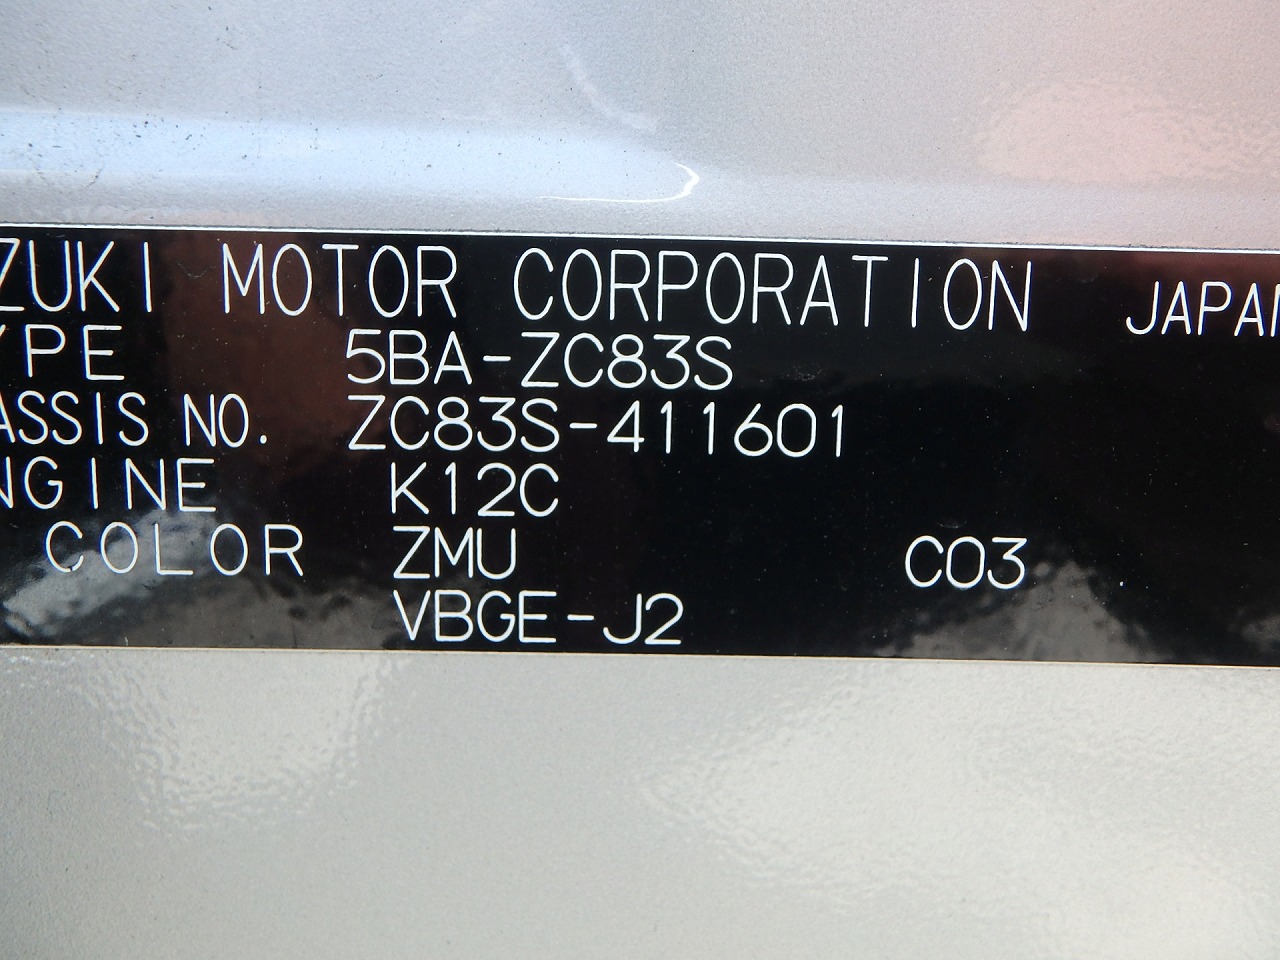 ZUKI MOTOR CORPORATION JAPAN
YPE 5BA-ZC83S
ASSIS NO. ZC83S-411601
NGINE K12C
COLOR ZMU C03
VBGE-J2